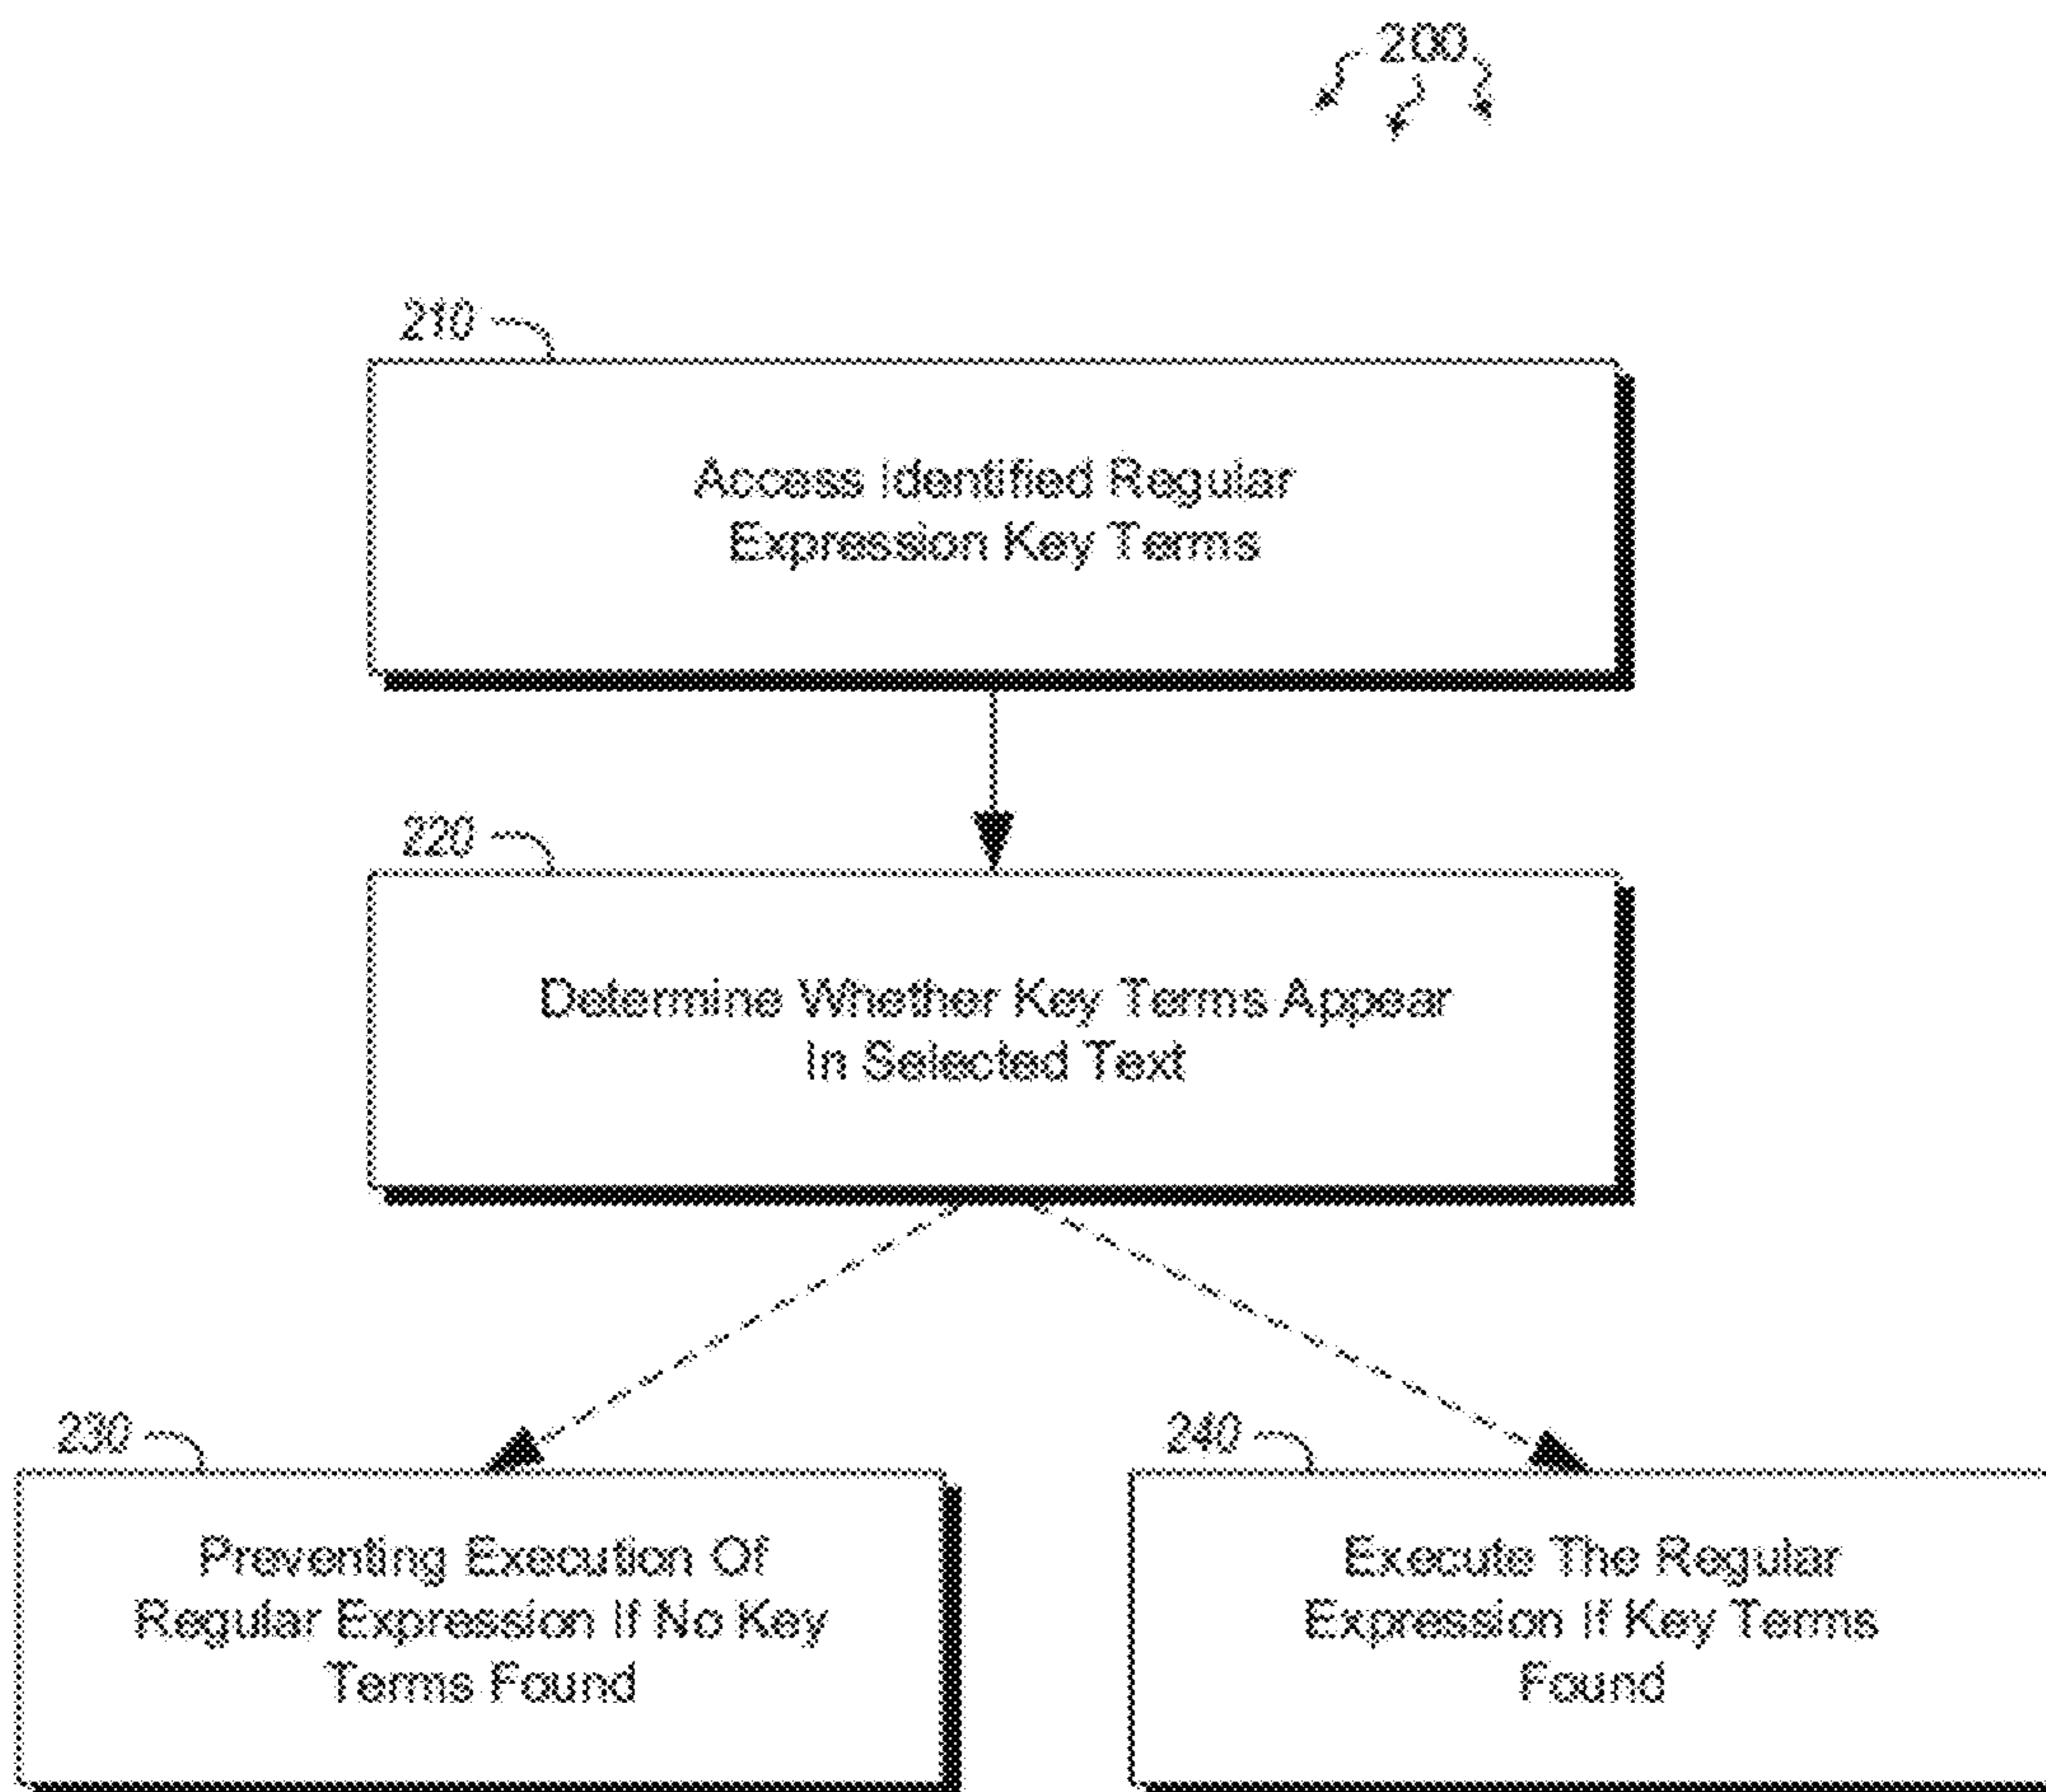 200
210
Access Identified Regular
Expression Key Terms
220
Determine Whether Key Terms Appear
In Selected Text
230
Preventing Execution Of
Regular Expression If No Key
Terms Found
240
Execute The Regular
Expression If Key Terms
Found